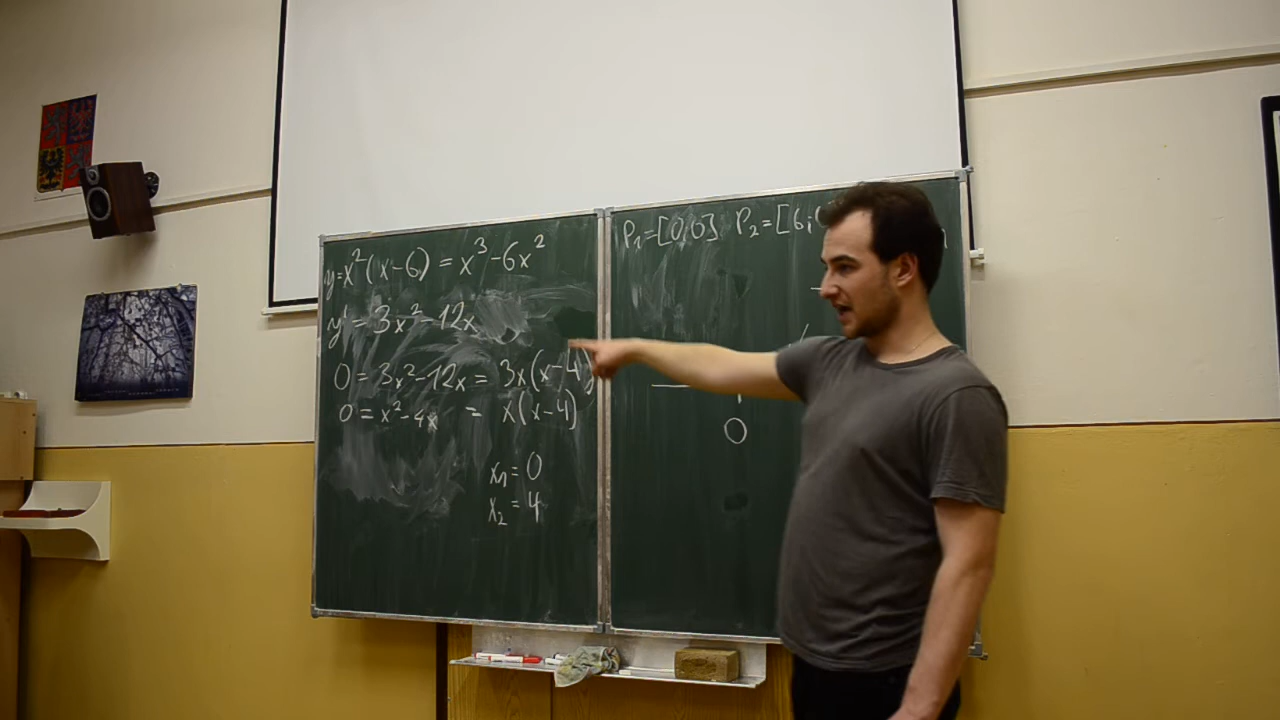 y=x²(x-6) = x³-6x²
y' = 3x²-12x
0 = 3x²-12x = 3x(x-4)
0 = x²-4x = x(x-4)
x₁ = 0
x₂ = 4
P₁=[0;0] P₂=[6;
0